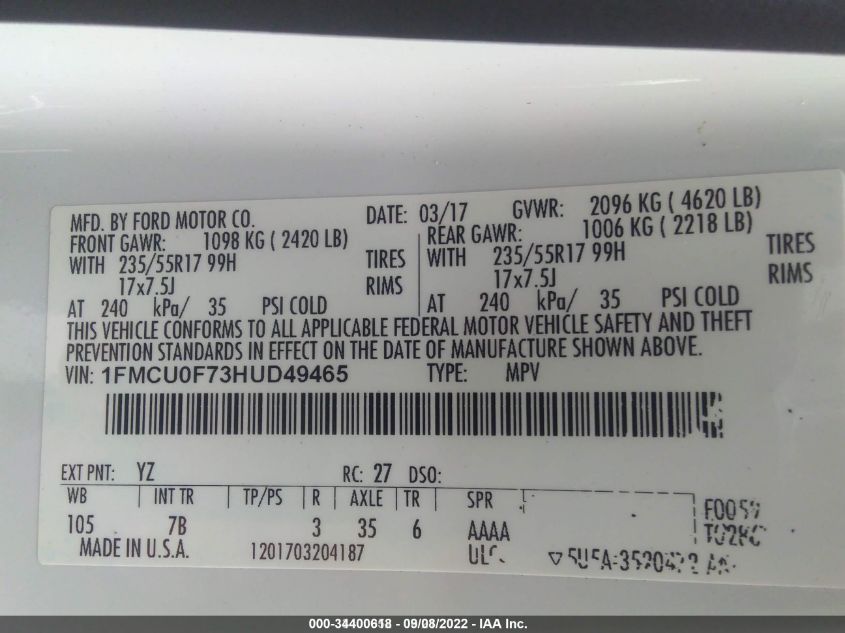 MFD. BY FORD MOTOR CO. DATE: 03/17 GVWR: 2096 KG ( 4620 LB)
FRONT GAWR: 1098 KG ( 2420 LB) REAR GAWR: 1006 KG ( 2218 LB)
WITH 235/55R17 99H TIRES WITH 235/55R17 99H TIRES
17x7.5J RIMS 17x7.5J RIMS
AT 240 kPa/ 35 PSI COLD AT 240 kPa/ 35 PSI COLD
THIS VEHICLE CONFORMS TO ALL APPLICABLE FEDERAL MOTOR VEHICLE SAFETY AND THEFT
PREVENTION STANDARDS IN EFFECT ON THE DATE OF MANUFACTURE SHOWN ABOVE.
VIN: 1FMCU0F73HUD49465 TYPE: MPV
EXT PNT: YZ RC: 27 DSO:
WB INT TR TP/PS R AXLE TR SPR
105 7B 3 35 6 AAAA
MADE IN U.S.A. 1201703204187
000-34400618 - 09/08/2022 - IAA Inc.